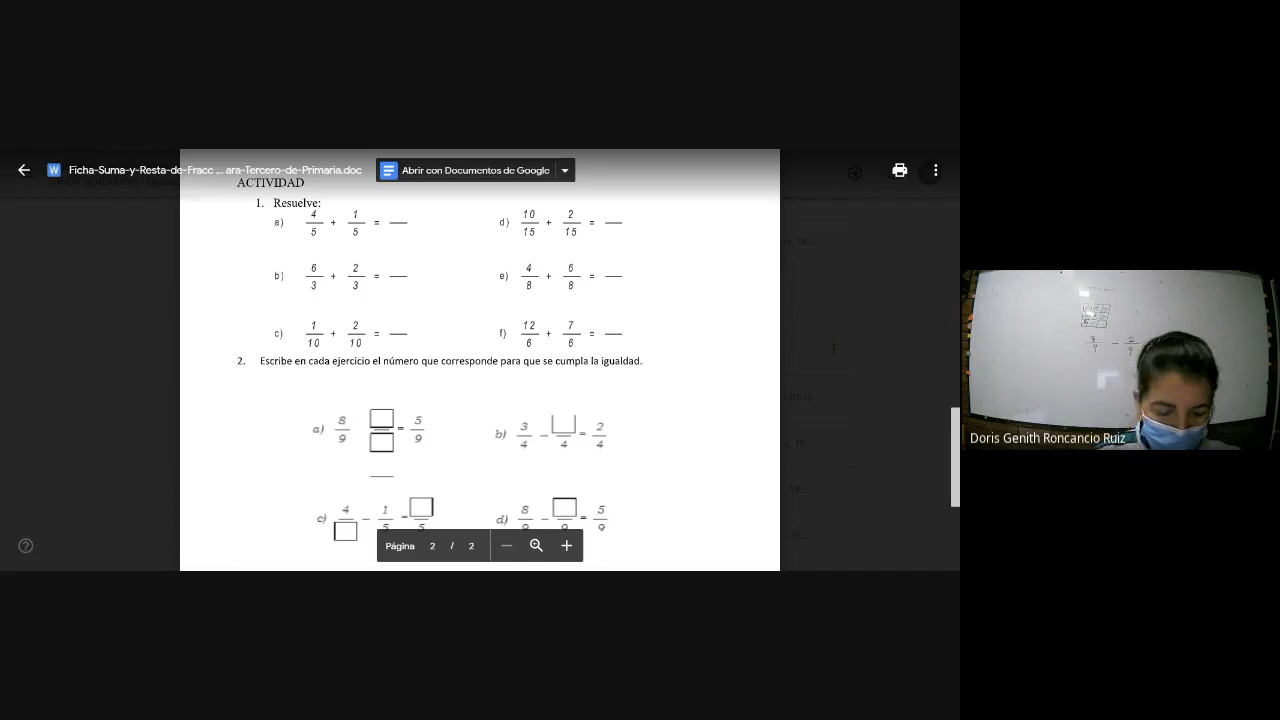 Ficha-Suma-y-Resta-de-Fracc ... ara-Tercero-de-Primaria.doc
Abrir con Documentos de Google
ACTIVIDAD
1. Resuelve:
a) 4/5 + 1/5 = —
d) 10/15 + 2/15 = —
b) 6/3 + 2/3 = —
e) 4/8 + 6/8 = —
c) 1/10 + 2/10 = —
f) 12/6 + 7/6 = —
2. Escribe en cada ejercicio el número que corresponde para que se cumpla la igualdad.
a) 8/9 □/□ = 5/9
b) 3/4 − □/4 = 2/4
c) 4/□ − 1/5 = □/5
d) 8/9 − □/9 = 5/9
Página 2 / 2
8/9 − 2/9
Doris Genith Roncancio Ruiz